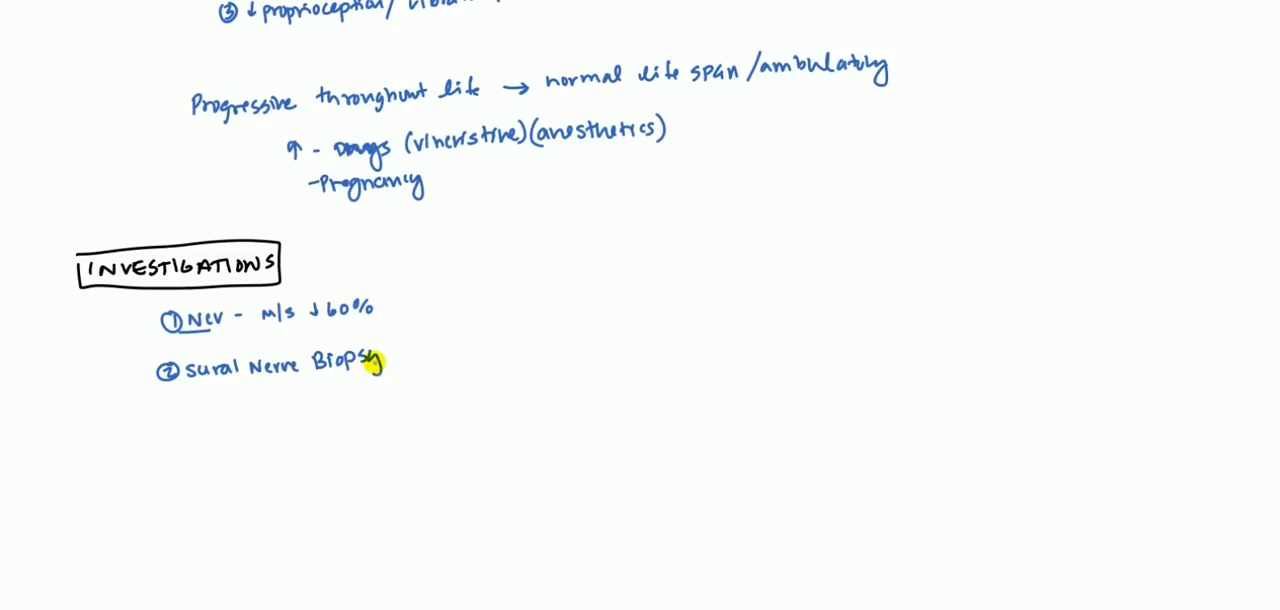 ③ ↓ proprioception/
Progressive throughout life → normal life span / ambulatory
↑ - Drugs (vincristine) (anesthetics)
- Pregnancy
INVESTIGATIONS
① NCV - M/S ↓ 60%
② Sural Nerve Biopsy